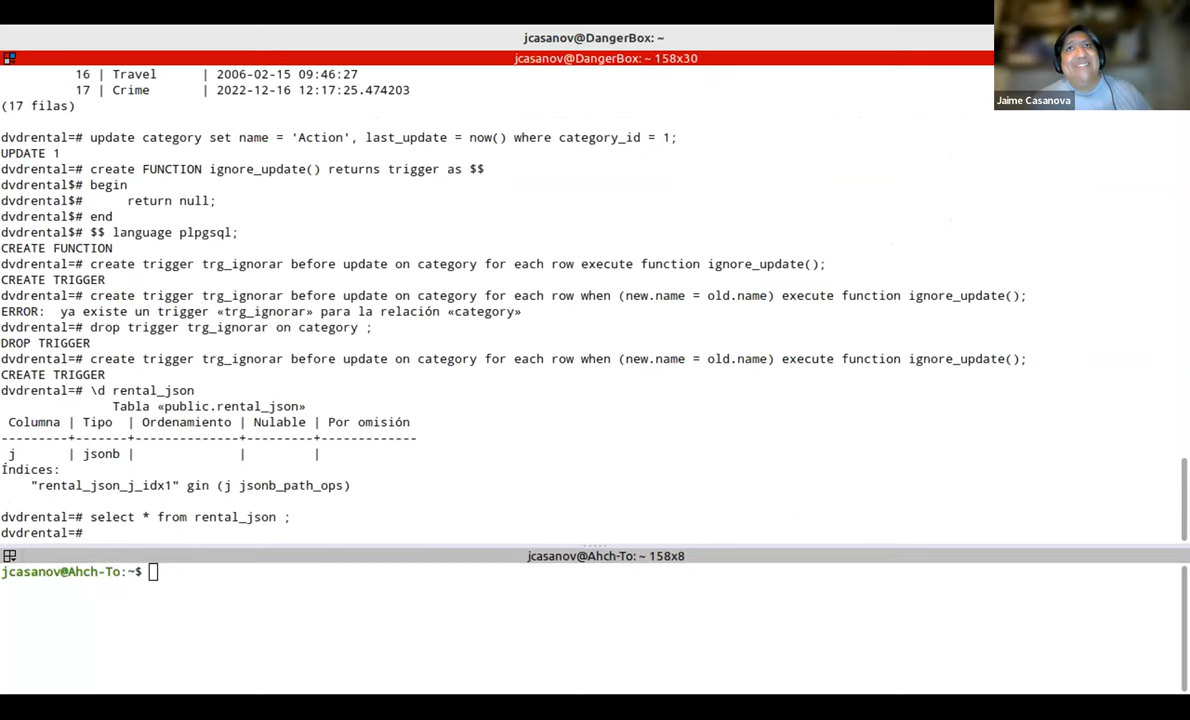 jcasanov@DangerBox: ~
jcasanov@DangerBox: ~ 158x30
Jaime Casanova
16 | Travel | 2006-02-15 09:46:27
17 | Crime | 2022-12-16 12:17:25.474203
(17 filas)
dvdrental=# update category set name = 'Action', last_update = now() where category_id = 1;
UPDATE 1
dvdrental=# create FUNCTION ignore_update() returns trigger as $$
dvdrental$# begin
dvdrental$# return null;
dvdrental$# end
dvdrental$# $$ language plpgsql;
CREATE FUNCTION
dvdrental=# create trigger trg_ignorar before update on category for each row execute function ignore_update();
CREATE TRIGGER
dvdrental=# create trigger trg_ignorar before update on category for each row when (new.name = old.name) execute function ignore_update();
ERROR: ya existe un trigger «trg_ignorar» para la relación «category»
dvdrental=# drop trigger trg_ignorar on category ;
DROP TRIGGER
dvdrental=# create trigger trg_ignorar before update on category for each row when (new.name = old.name) execute function ignore_update();
CREATE TRIGGER
dvdrental=# \d rental_json
Tabla «public.rental_json»
Columna | Tipo | Ordenamiento | Nulable | Por omisión
---------+-------+--------------+---------+-------------
j | jsonb | | |
Índices:
"rental_json_j_idx1" gin (j jsonb_path_ops)
dvdrental=# select * from rental_json ;
dvdrental=#
jcasanov@Ahch-To: ~ 158x8
jcasanov@Ahch-To:~$